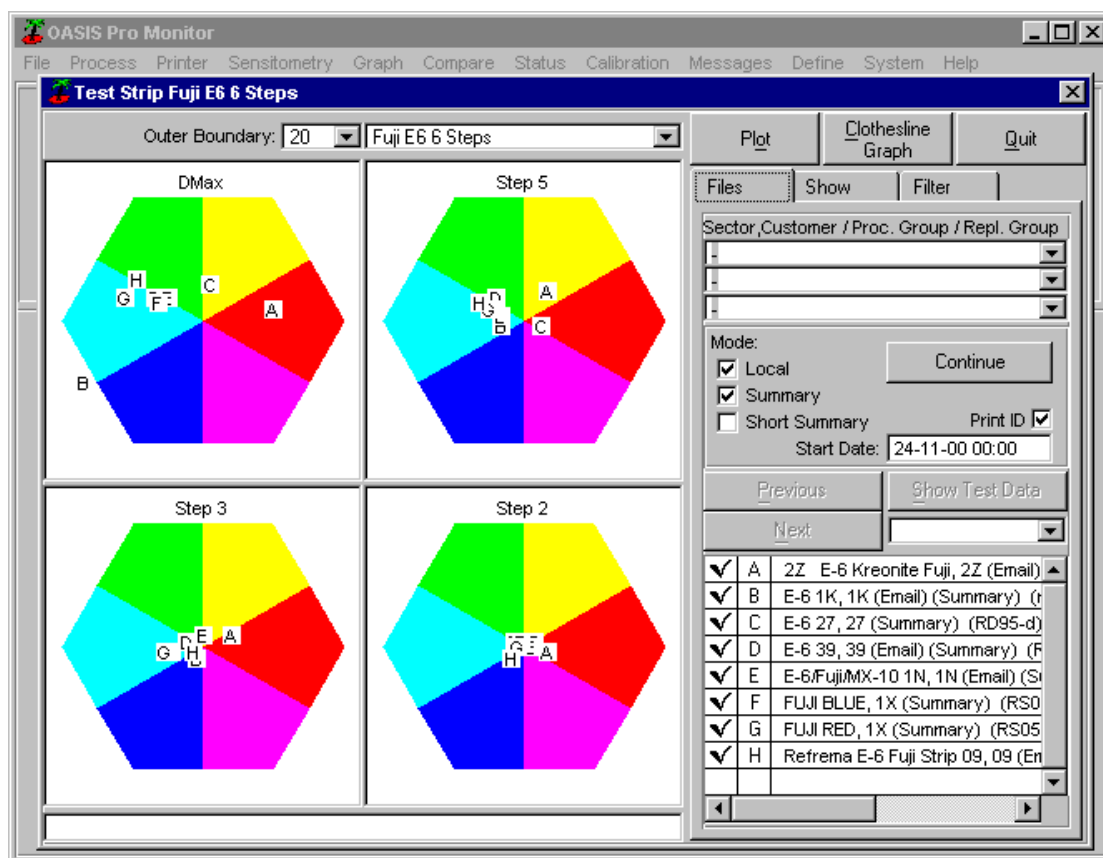 OASIS Pro Monitor
File Process Printer Sensitometry Graph Compare Status Calibration Messages Define System Help
Test Strip Fuji E6 6 Steps
Outer Boundary: 20 Fuji E6 6 Steps
Plot Clothesline Graph Quit
Files Show Filter
DMax
H
G
F
E
C
A
B
Step 5
H
D
G
B
A
C
Step 3
D
E
A
G
H
Step 2
G
E
H
A
Sector,Customer / Proc. Group / Repl. Group
-
-
-
Mode:
Local
Summary
Short Summary
Continue
Print ID
Start Date: 24-11-00 00:00
Previous Show Test Data
Next
A 2Z E-6 Kreonite Fuji, 2Z (Email)
B E-6 1K, 1K (Email) (Summary)
C E-6 27, 27 (Summary) (RD95-d)
D E-6 39, 39 (Email) (Summary)
E E-6/Fuji/MX-10 1N, 1N (Email)
F FUJI BLUE, 1X (Summary) (RS0
G FUJI RED, 1X (Summary) (RS05
H Refrema E-6 Fuji Strip 09, 09